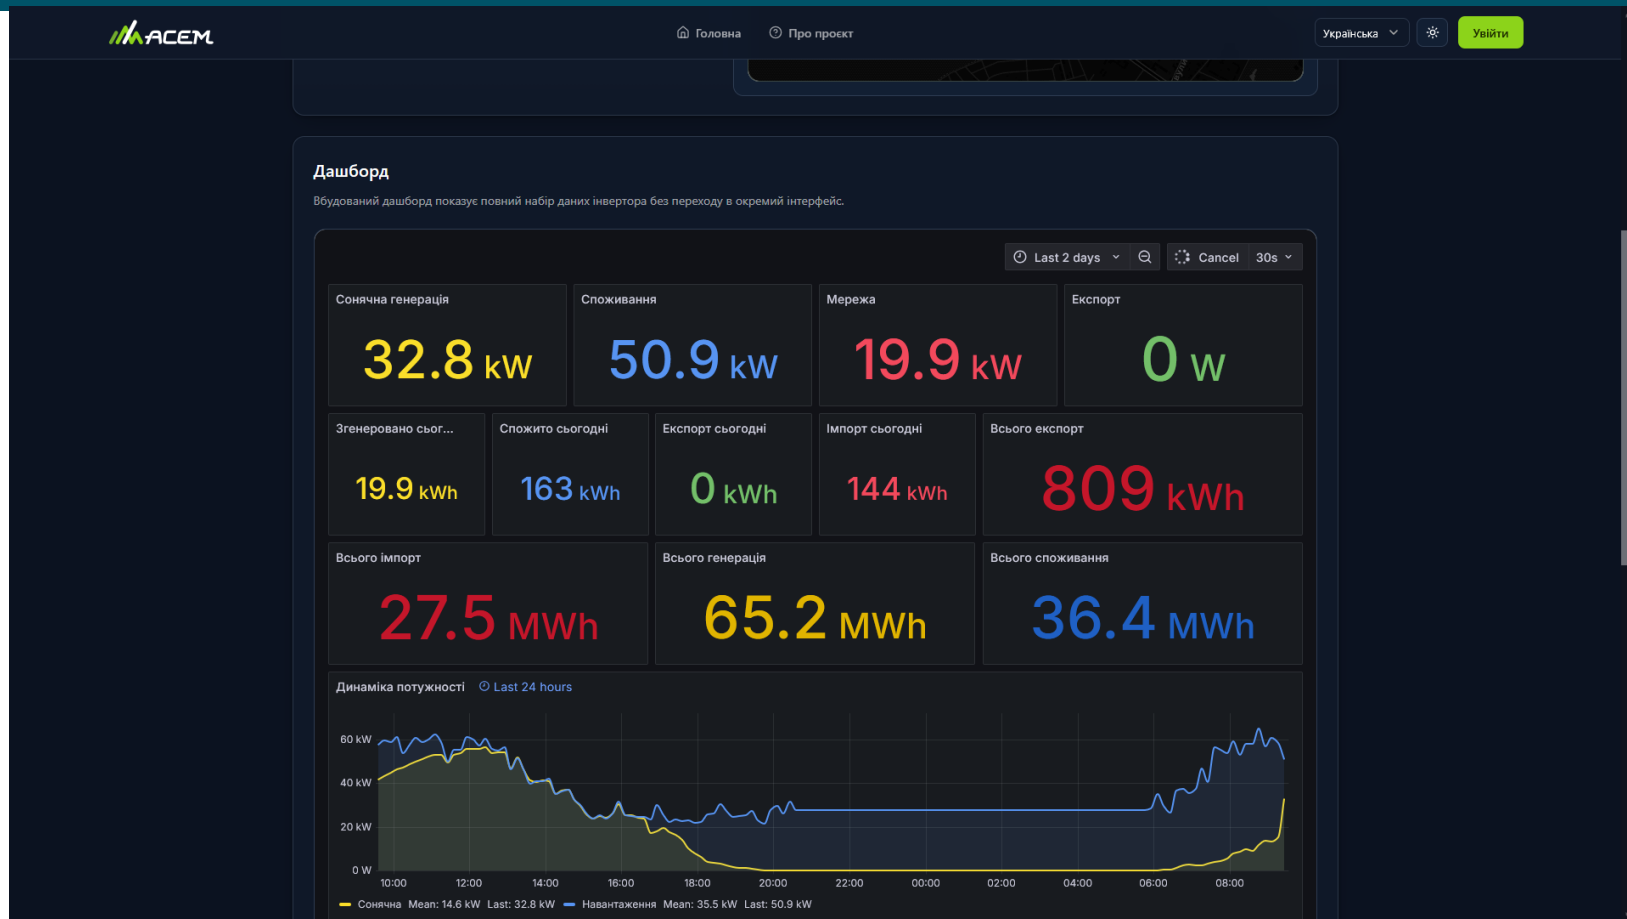 ACEM
Головна
Про проєкт
Українська
Увійти
Дашборд
Вбудований дашборд показує повний набір даних інвертора без переходу в окремий інтерфейс.
Last 2 days
Cancel
30s
Сонячна генерація
Споживання
Мережа
Експорт
32.8 kW
50.9 kW
19.9 kW
0 W
Згенеровано сьог...
Спожито сьогодні
Експорт сьогодні
Імпорт сьогодні
Всього експорт
19.9 kWh
163 kWh
0 kWh
144 kWh
809 kWh
Всього імпорт
Всього генерація
Всього споживання
27.5 MWh
65.2 MWh
36.4 MWh
Динаміка потужності
Last 24 hours
60 kW
40 kW
20 kW
0 W
10:00 12:00 14:00 16:00 18:00 20:00 22:00 00:00 02:00 04:00 06:00 08:00
Сонячна Mean: 14.6 kW Last: 32.8 kW Навантаження Mean: 35.5 kW Last: 50.9 kW